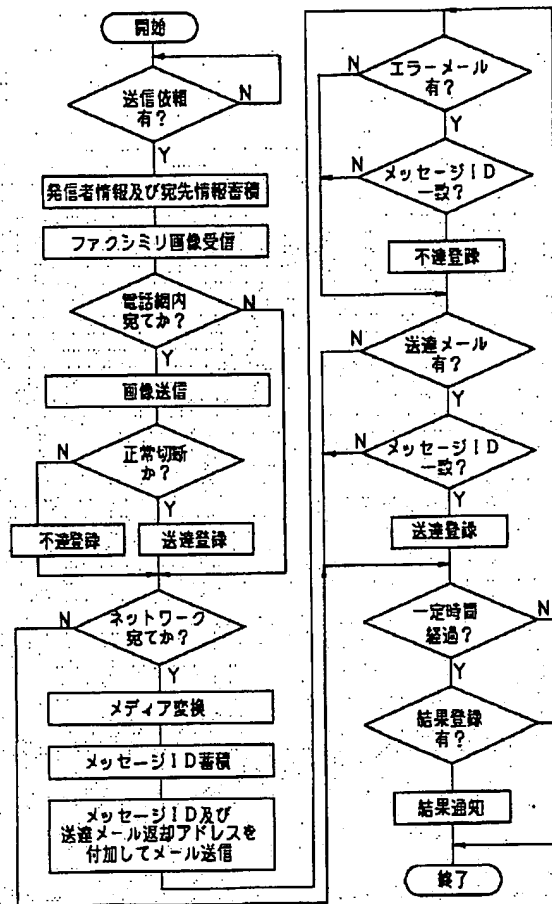 開始
送信依頼
有?
N
Y
発信者情報及び宛先情報蓄積
ファクシミリ画像受信
電話網内
宛てか?
N
Y
画像送信
正常切断
か?
N
Y
不達登録
送達登録
ネットワーク
宛てか?
N
Y
メディア変換
メッセージID蓄積
メッセージID及び
送達メール返却アドレスを
付加してメール送信
エラーメール
有?
N
Y
メッセージID
一致?
N
Y
不達登録
送達メール
有?
N
Y
メッセージID
一致?
N
Y
送達登録
一定時間
経過?
N
Y
結果登録
有?
N
Y
結果通知
終了